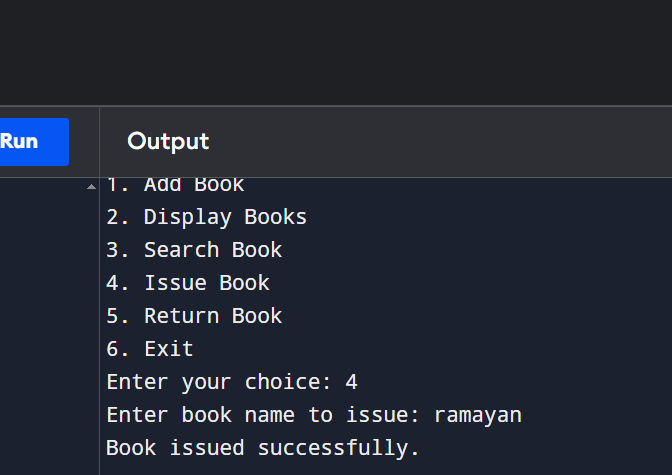 Run
Output
1. Add Book
2. Display Books
3. Search Book
4. Issue Book
5. Return Book
6. Exit
Enter your choice: 4
Enter book name to issue: ramayan
Book issued successfully.